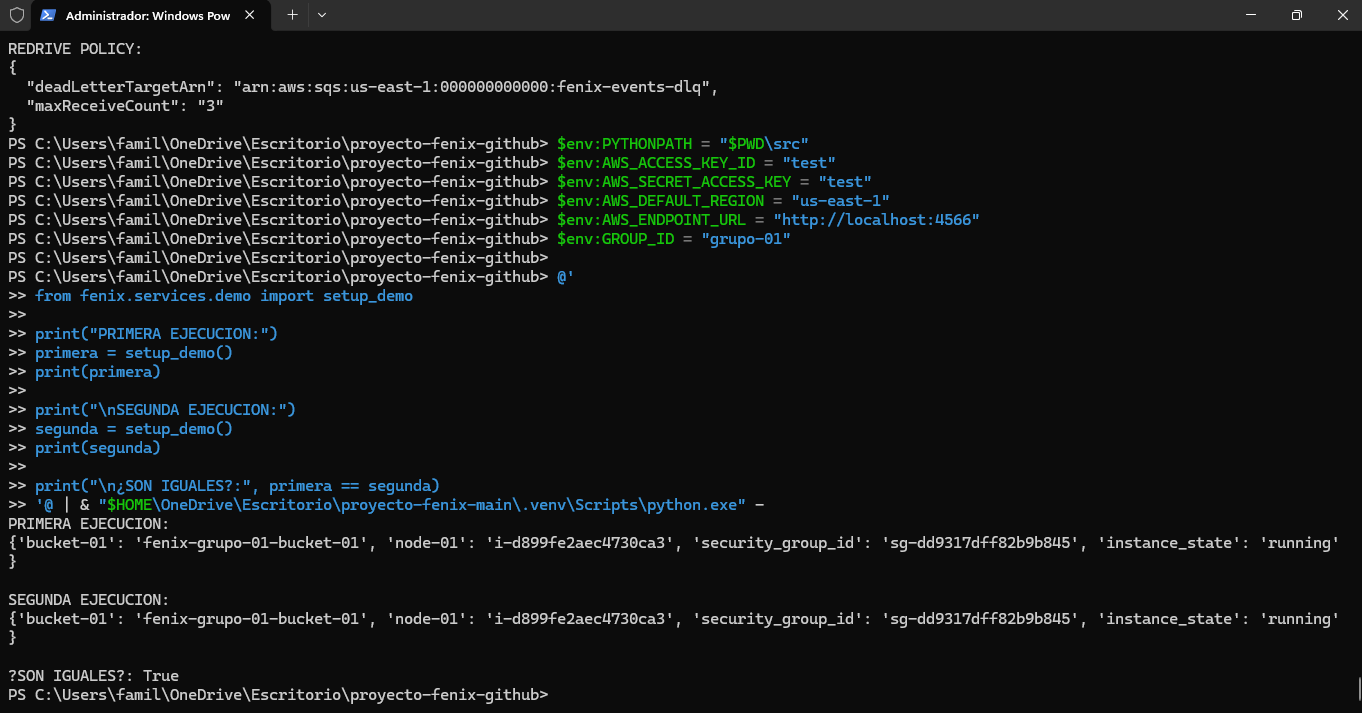 Administrador: Windows Pow
REDRIVE POLICY:
{
  "deadLetterTargetArn": "arn:aws:sqs:us-east-1:000000000000:fenix-events-dlq",
  "maxReceiveCount": "3"
}
PS C:\Users\famil\OneDrive\Escritorio\proyecto-fenix-github> $env:PYTHONPATH = "$PWD\src"
PS C:\Users\famil\OneDrive\Escritorio\proyecto-fenix-github> $env:AWS_ACCESS_KEY_ID = "test"
PS C:\Users\famil\OneDrive\Escritorio\proyecto-fenix-github> $env:AWS_SECRET_ACCESS_KEY = "test"
PS C:\Users\famil\OneDrive\Escritorio\proyecto-fenix-github> $env:AWS_DEFAULT_REGION = "us-east-1"
PS C:\Users\famil\OneDrive\Escritorio\proyecto-fenix-github> $env:AWS_ENDPOINT_URL = "http://localhost:4566"
PS C:\Users\famil\OneDrive\Escritorio\proyecto-fenix-github> $env:GROUP_ID = "grupo-01"
PS C:\Users\famil\OneDrive\Escritorio\proyecto-fenix-github>
PS C:\Users\famil\OneDrive\Escritorio\proyecto-fenix-github> @'
>> from fenix.services.demo import setup_demo
>>
>> print("PRIMERA EJECUCION:")
>> primera = setup_demo()
>> print(primera)
>>
>> print("\nSEGUNDA EJECUCION:")
>> segunda = setup_demo()
>> print(segunda)
>>
>> print("\n¿SON IGUALES?:", primera == segunda)
>> '@ | & "$HOME\OneDrive\Escritorio\proyecto-fenix-main\.venv\Scripts\python.exe" -
PRIMERA EJECUCION:
{'bucket-01': 'fenix-grupo-01-bucket-01', 'node-01': 'i-d899fe2aec4730ca3', 'security_group_id': 'sg-dd9317dff82b9b845', 'instance_state': 'running'
}
SEGUNDA EJECUCION:
{'bucket-01': 'fenix-grupo-01-bucket-01', 'node-01': 'i-d899fe2aec4730ca3', 'security_group_id': 'sg-dd9317dff82b9b845', 'instance_state': 'running'
}
?SON IGUALES?: True
PS C:\Users\famil\OneDrive\Escritorio\proyecto-fenix-github>